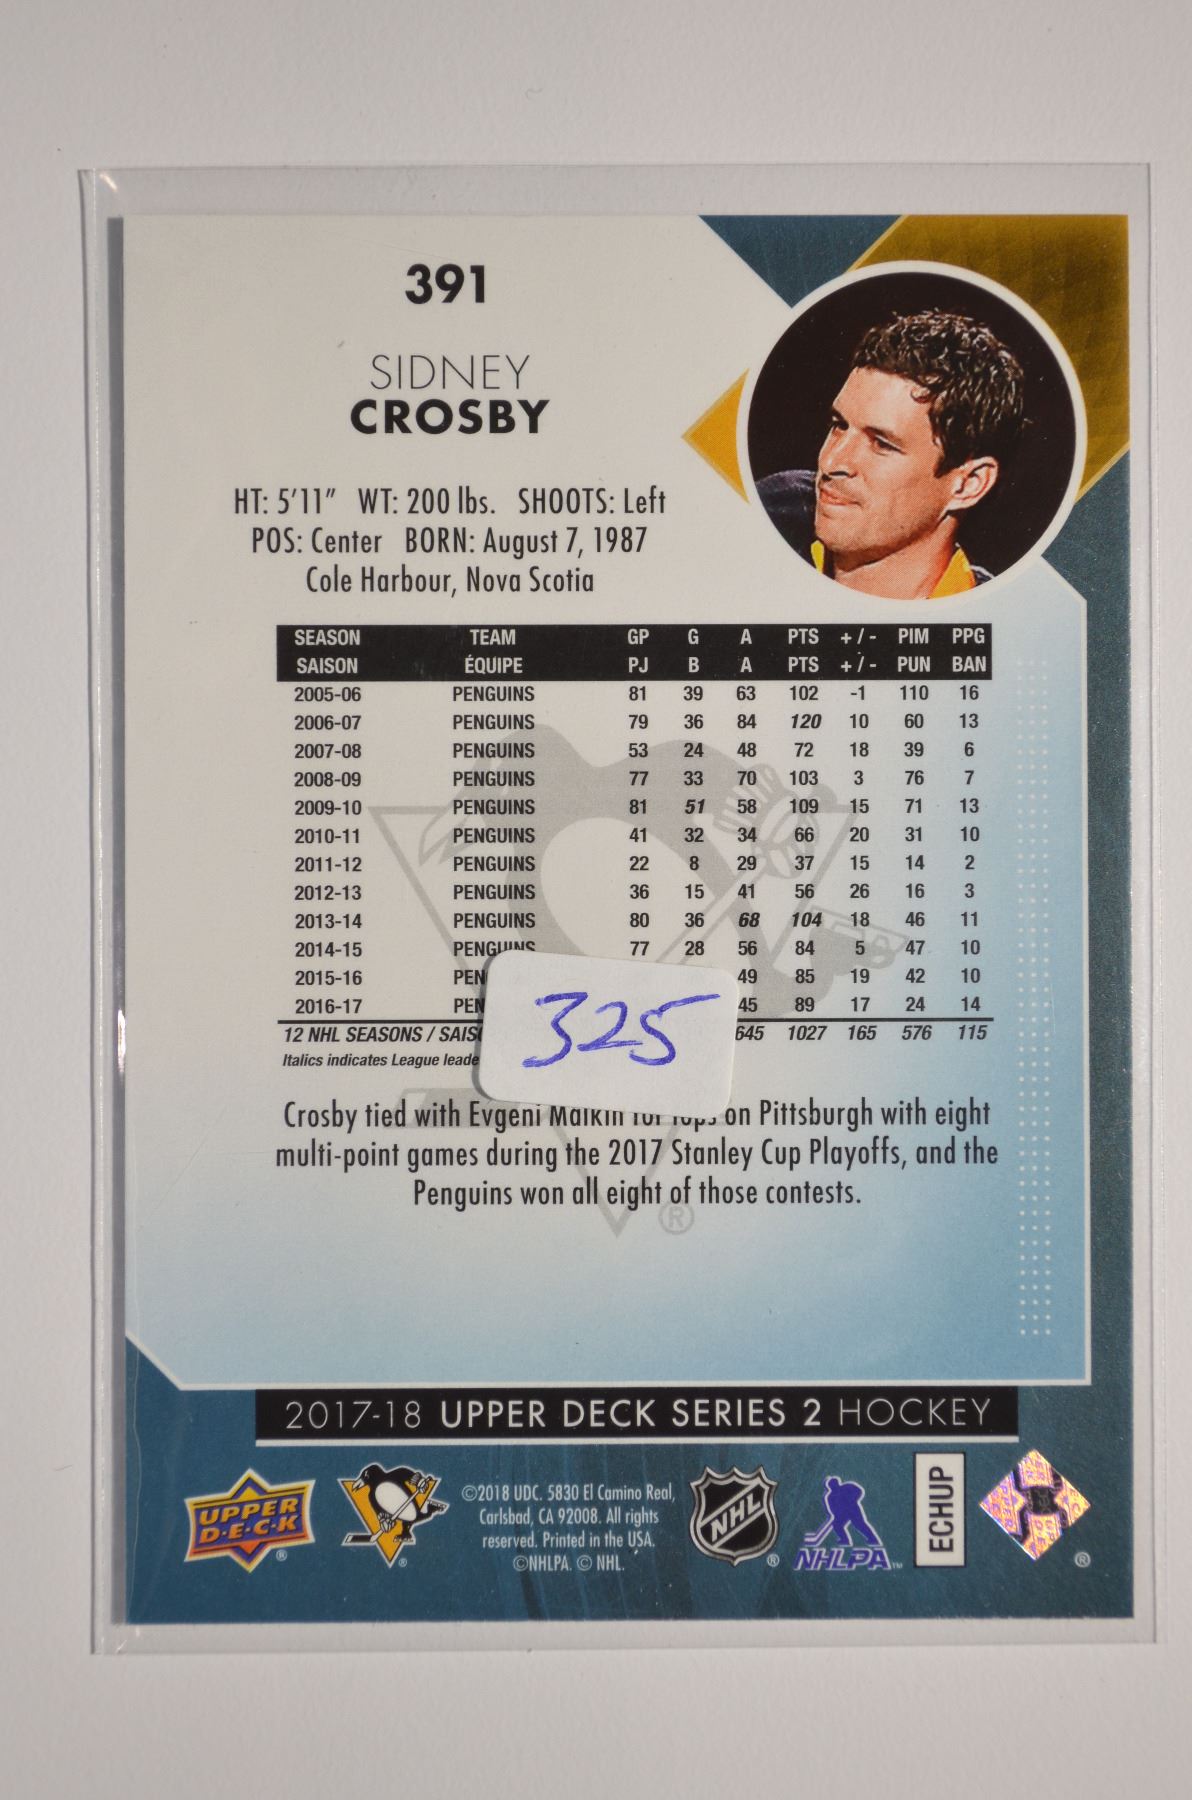 391
SIDNEY
CROSBY
HT: 5'11" WT: 200 lbs. SHOOTS: Left
POS: Center BORN: August 7, 1987
Cole Harbour, Nova Scotia
SEASON TEAM GP G A PTS +/- PIM PPG
SAISON ÉQUIPE PJ B A PTS +/- PUN BAN
2005-06 PENGUINS 81 39 63 102 -1 110 16
2006-07 PENGUINS 79 36 84 120 10 60 13
2007-08 PENGUINS 53 24 48 72 18 39 6
2008-09 PENGUINS 77 33 70 103 3 76 7
2009-10 PENGUINS 81 51 58 109 15 71 13
2010-11 PENGUINS 41 32 34 66 20 31 10
2011-12 PENGUINS 22 8 29 37 15 14 2
2012-13 PENGUINS 36 15 41 56 26 16 3
2013-14 PENGUINS 80 36 68 104 18 46 11
2014-15 PENGUINS 77 28 56 84 5 47 10
2015-16 PEN 49 85 19 42 10
2016-17 PEN 45 89 17 24 14
12 NHL SEASONS / SAIS 645 1027 165 576 115
Italics indicates League leade
325
Crosby tied with Evgeni Malkin for tops on Pittsburgh with eight
multi-point games during the 2017 Stanley Cup Playoffs, and the
Penguins won all eight of those contests.
®
2017-18 UPPER DECK SERIES 2 HOCKEY
UPPER
D·E·C·K
®
®
©2018 UDC. 5830 El Camino Real,
Carlsbad, CA 92008. All rights
reserved. Printed in the USA.
©NHLPA. © NHL.
NHL
®
NHLPA™
ECHUP
®